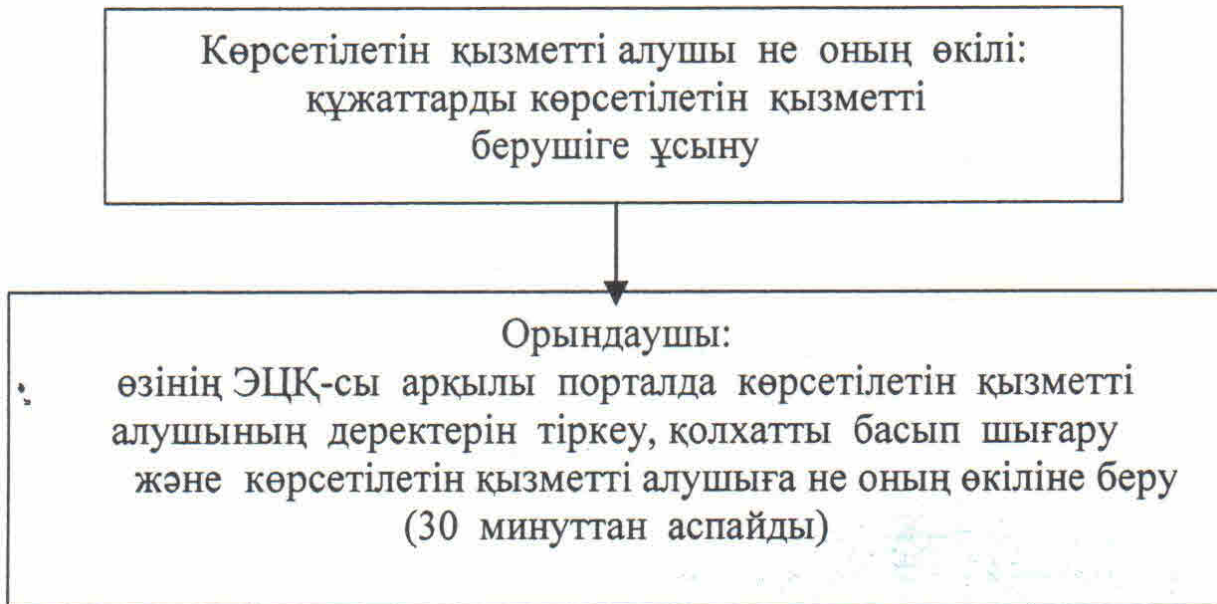 Көрсетілетін қызметті алушы не оның өкілі:
құжаттарды көрсетілетін қызметті
берушіге ұсыну
Орындаушы:
өзінің ЭЦҚ-сы арқылы порталда көрсетілетін қызметті
алушының деректерін тіркеу, қолхатты басып шығару
және көрсетілетін қызметті алушыға не оның өкіліне беру
(30 минуттан аспайды)